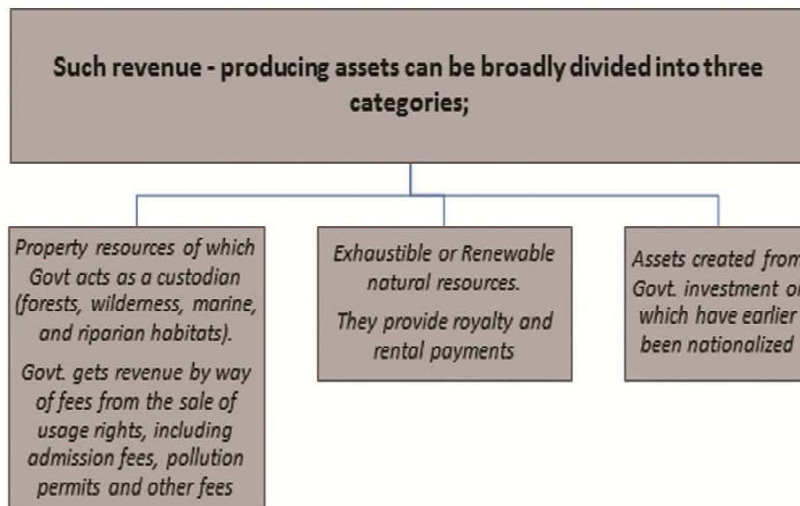 Such revenue - producing assets can be broadly divided into three
categories;
Property resources of which
Govt acts as a custodian
(forests, wilderness, marine,
and riparian habitats).
Govt. gets revenue by way
of fees from the sale of
usage rights, including
admission fees, pollution
permits and other fees
Exhaustible or Renewable
natural resources.
They provide royalty and
rental payments
Assets created from
Govt. investment or
which have earlier
been nationalized